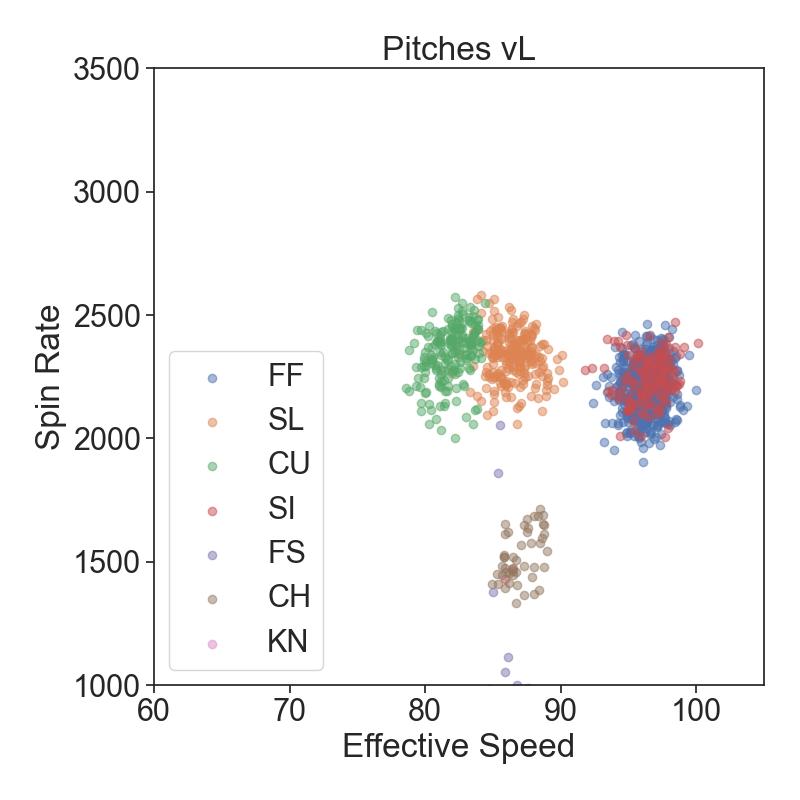 Pitches vL
3500
3000
2500
2000
1500
1000
Spin Rate
FF
SL
CU
SI
FS
CH
KN
60 70 80 90 100
Effective Speed